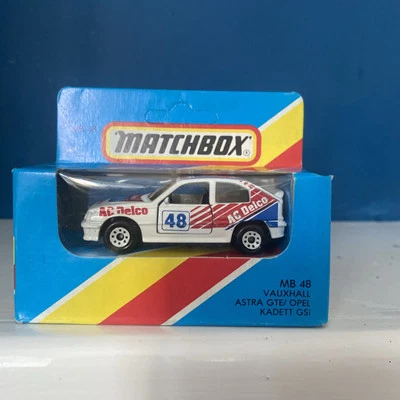 MATCHBOX
AC Delco
48
AC Delco
MB 48
VAUXHALL
ASTRA GTE/ OPEL
KADETT GSI